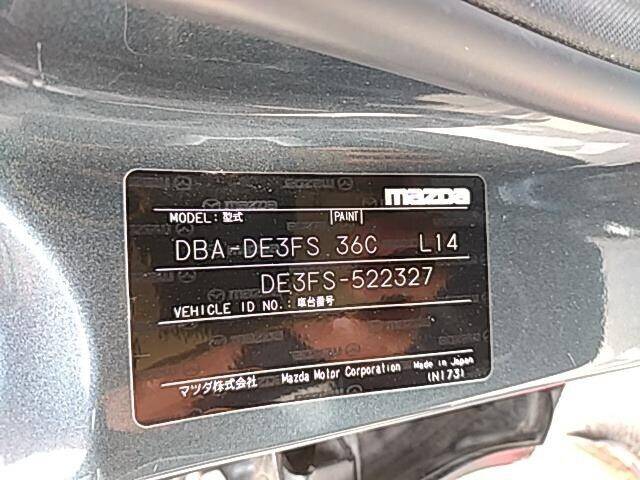 mazda
MODEL: 型式 PAINT
DBA-DE3FS 36C L14
DE3FS-522327
VEHICLE ID NO.: 車台番号
マツダ株式会社 Mazda Motor Corporation Made in Japan
(N173)